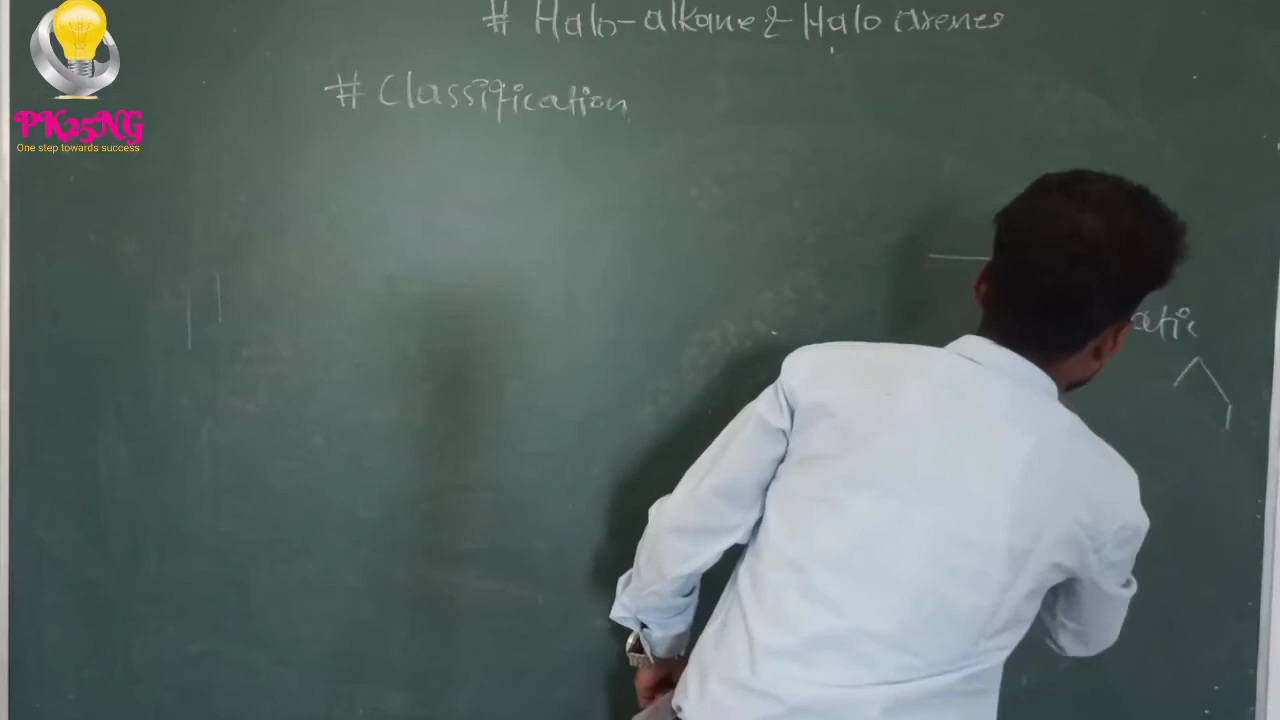 # Halo-alkane & Halo arenes
# Classification
PK25NG
One step towards success
atic